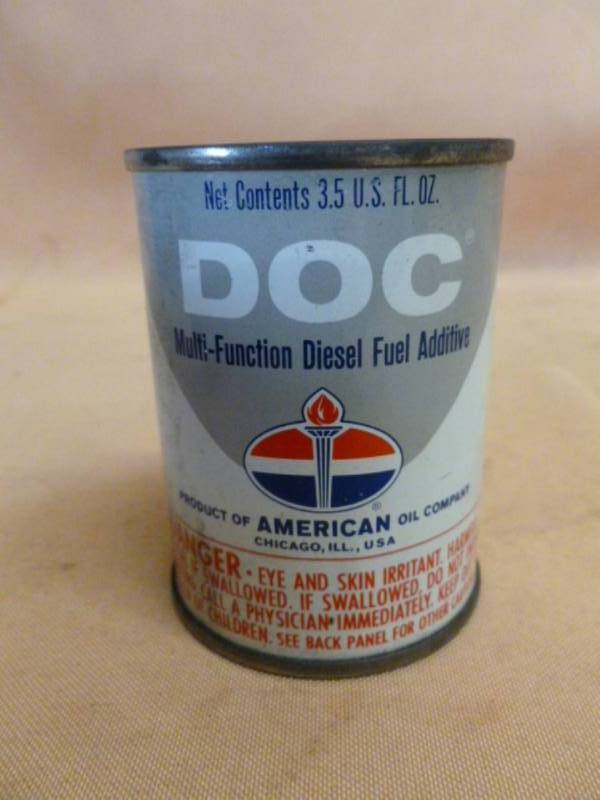 Net Contents 3.5 U.S. FL. OZ.
DOC®
Multi-Function Diesel Fuel Additive
®
PRODUCT OF AMERICAN OIL COMPANY
CHICAGO, ILL., USA
DANGER • EYE AND SKIN IRRITANT.
IF SWALLOWED. IF SWALLOWED, DO NOT
CALL A PHYSICIAN IMMEDIATELY. KEEP
OF CHILDREN. SEE BACK PANEL FOR OTHER